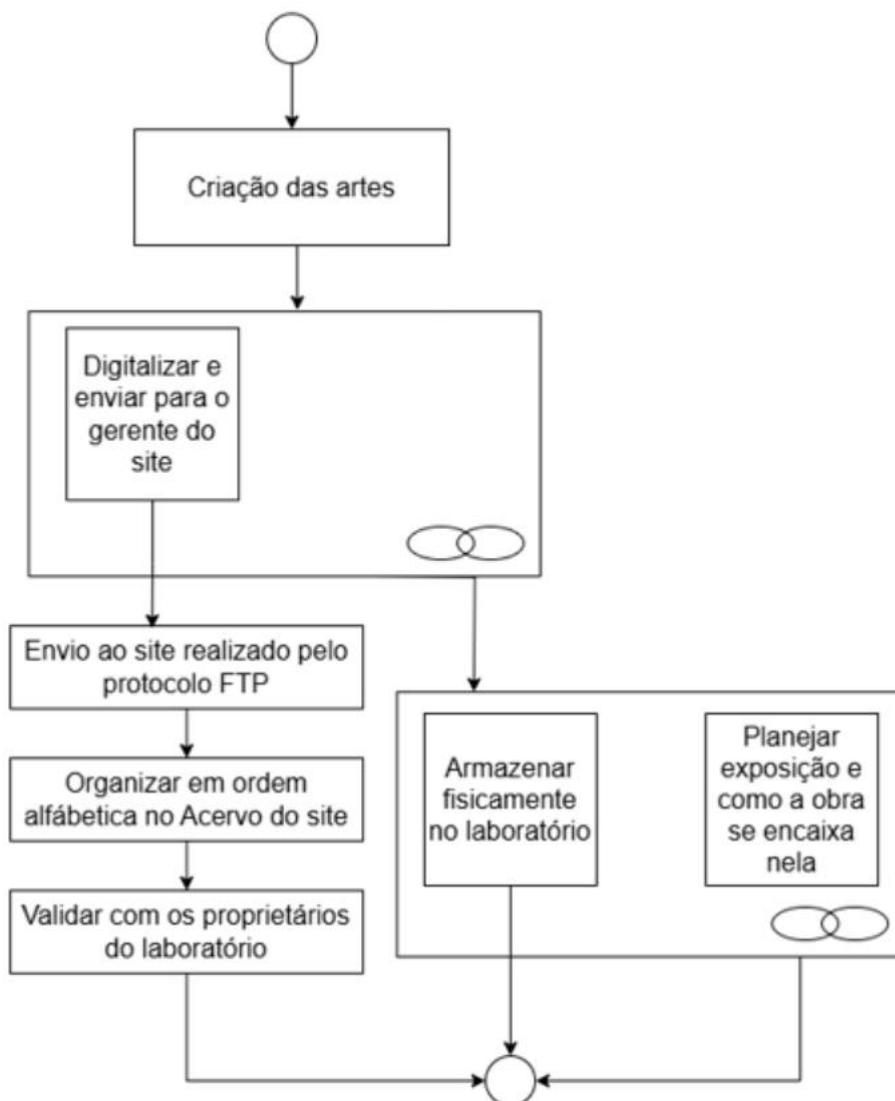 Criação das artes
Digitalizar e
enviar para o
gerente do
site
Envio ao site realizado pelo
protocolo FTP
Organizar em ordem
alfábetica no Acervo do site
Validar com os proprietários
do laboratório
Armazenar
fisicamente
no laboratório
Planejar
exposição e
como a obra
se encaixa
nela